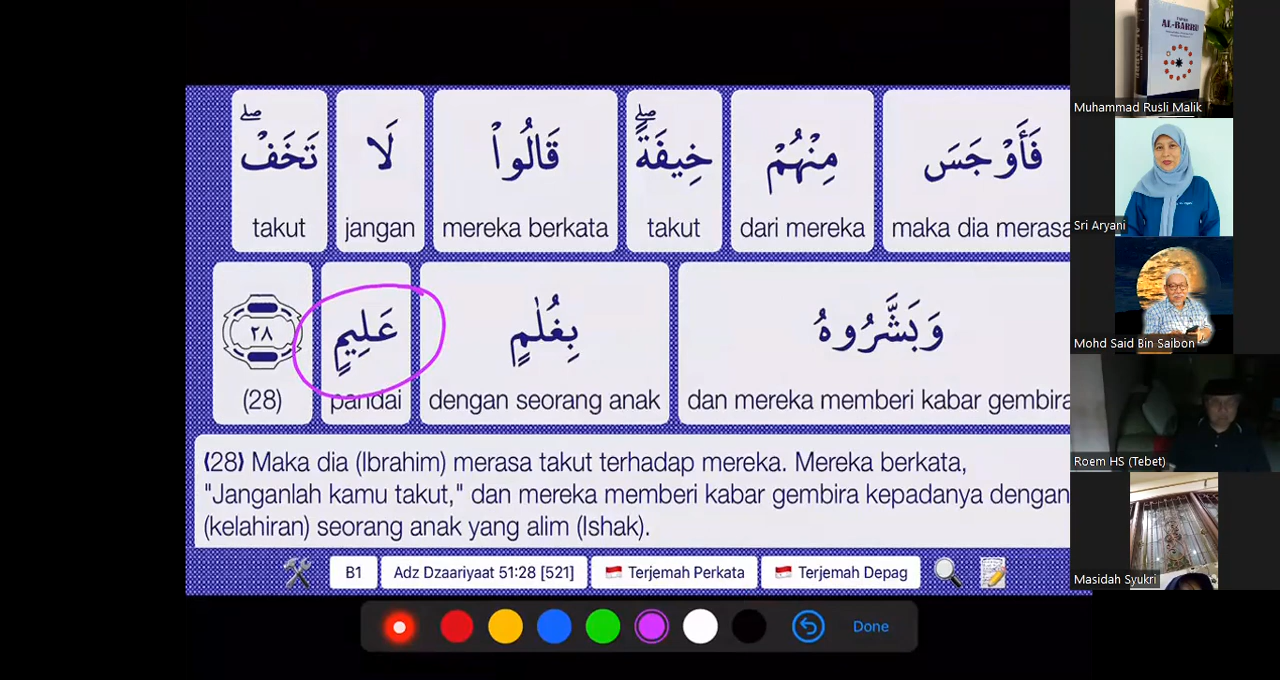 فَأَوْجَسَ مِنْهُمْ خِيفَةًۖ قَالُوا۟ لَا تَخَفْۖ
maka dia merasa dari mereka takut mereka berkata jangan takut
وَبَشَّرُوهُ بِغُلَٰمٍ عَلِيمٍ ٢٨
dan mereka memberi kabar gembira dengan seorang anak pandai (28)
(28) Maka dia (Ibrahim) merasa takut terhadap mereka. Mereka berkata,
"Janganlah kamu takut," dan mereka memberi kabar gembira kepadanya dengan
(kelahiran) seorang anak yang alim (Ishak).
B1 Adz Dzaariyaat 51:28 [521] Terjemah Perkata Terjemah Depag
Done
AL-BARRU
Muhammad Rusli Malik
Sri Aryani
Mohd Said Bin Saibon
Roem HS (Tebet)
Masidah Syukri